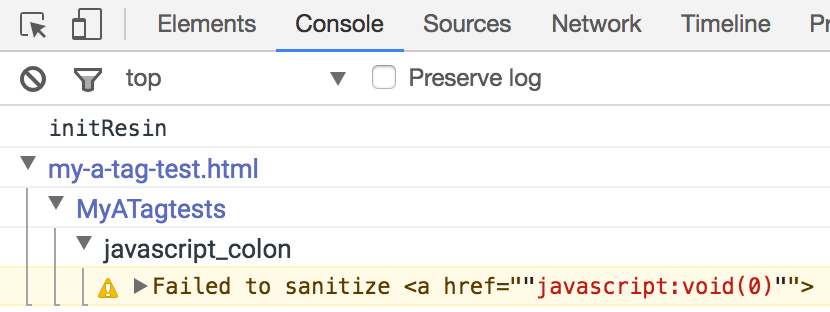 Elements Console Sources Network Timeline Pr
top Preserve log
initResin
my-a-tag-test.html
MyATagtests
javascript_colon
Failed to sanitize <a href=""javascript:void(0)"">